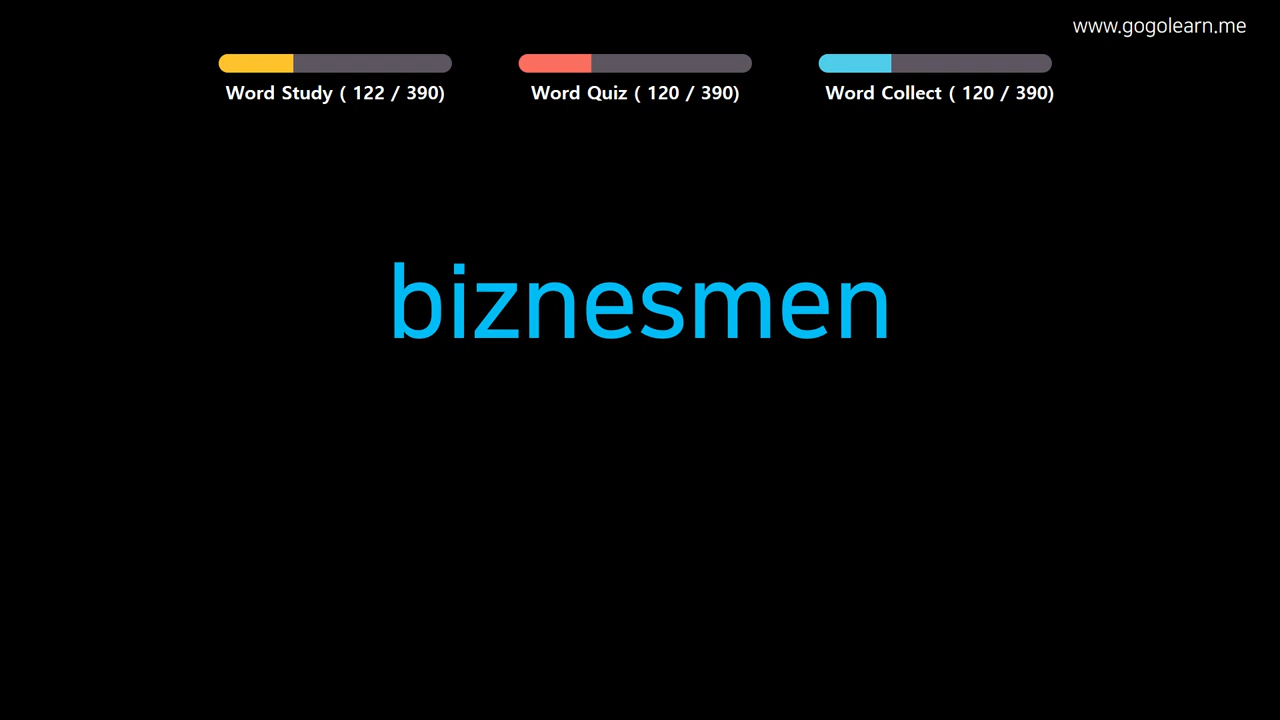 www.gogolearn.me
Word Study ( 122 / 390)
Word Quiz ( 120 / 390)
Word Collect ( 120 / 390)
biznesmen